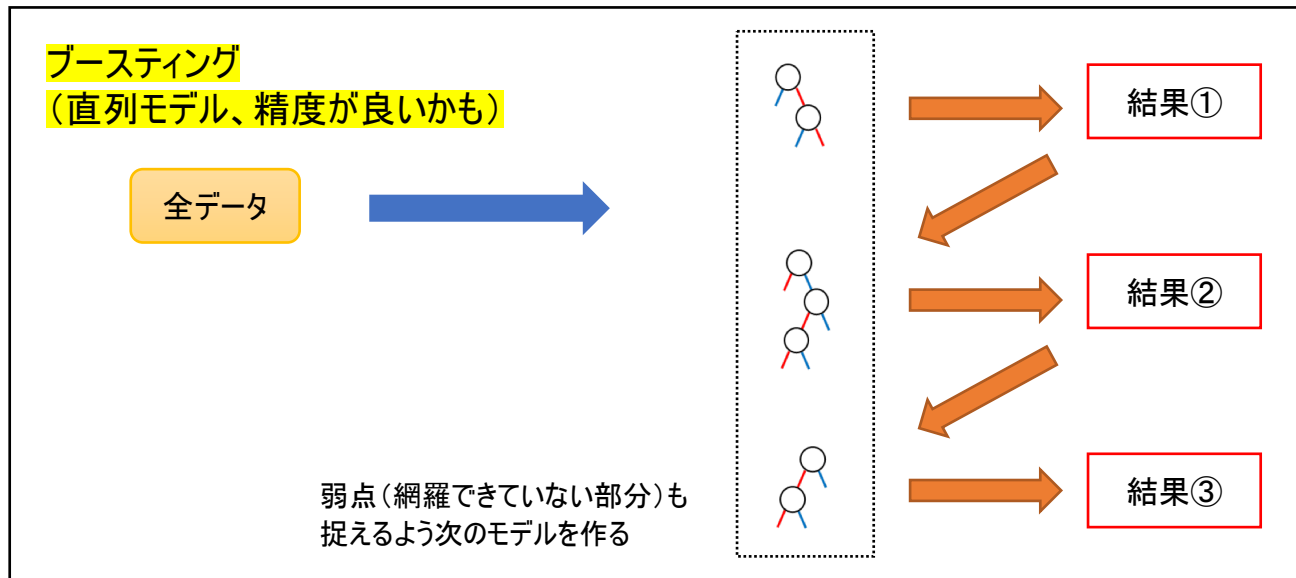 ブースティング
（直列モデル、精度が良いかも）
全データ
結果①
結果②
結果③
弱点（網羅できていない部分）も
捉えるよう次のモデルを作る